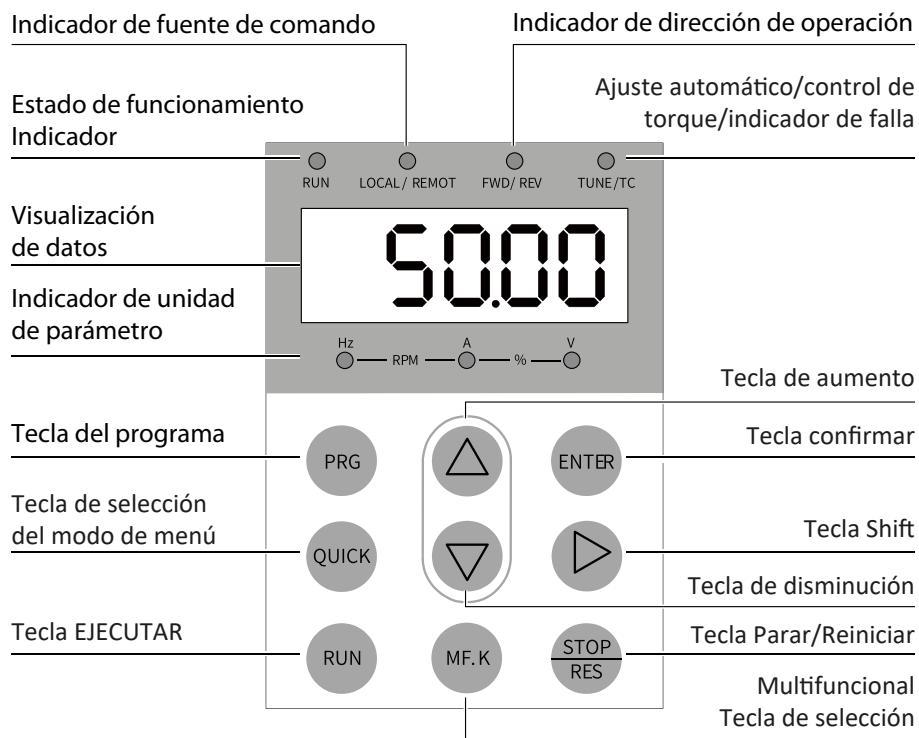 Indicador de fuente de comando
Indicador de dirección de operación
Estado de funcionamiento
Indicador
Ajuste automático/control de
torque/indicador de falla
RUN LOCAL/ REMOT FWD/ REV TUNE/TC
Visualización
de datos
50.00
Indicador de unidad
de parámetro
Hz RPM A % V
Tecla de aumento
Tecla del programa
Tecla confirmar
PRG
ENTER
Tecla de selección
del modo de menú
Tecla Shift
QUICK
Tecla de disminución
Tecla EJECUTAR
Tecla Parar/Reiniciar
RUN
MF.K
STOP
RES
Multifuncional
Tecla de selección